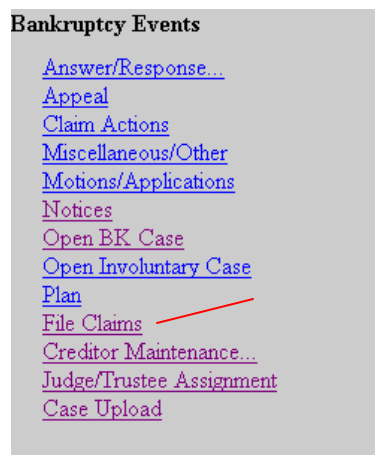 Bankruptcy Events
Answer/Response...
Appeal
Claim Actions
Miscellaneous/Other
Motions/Applications
Notices
Open BK Case
Open Involuntary Case
Plan
File Claims
Creditor Maintenance...
Judge/Trustee Assignment
Case Upload